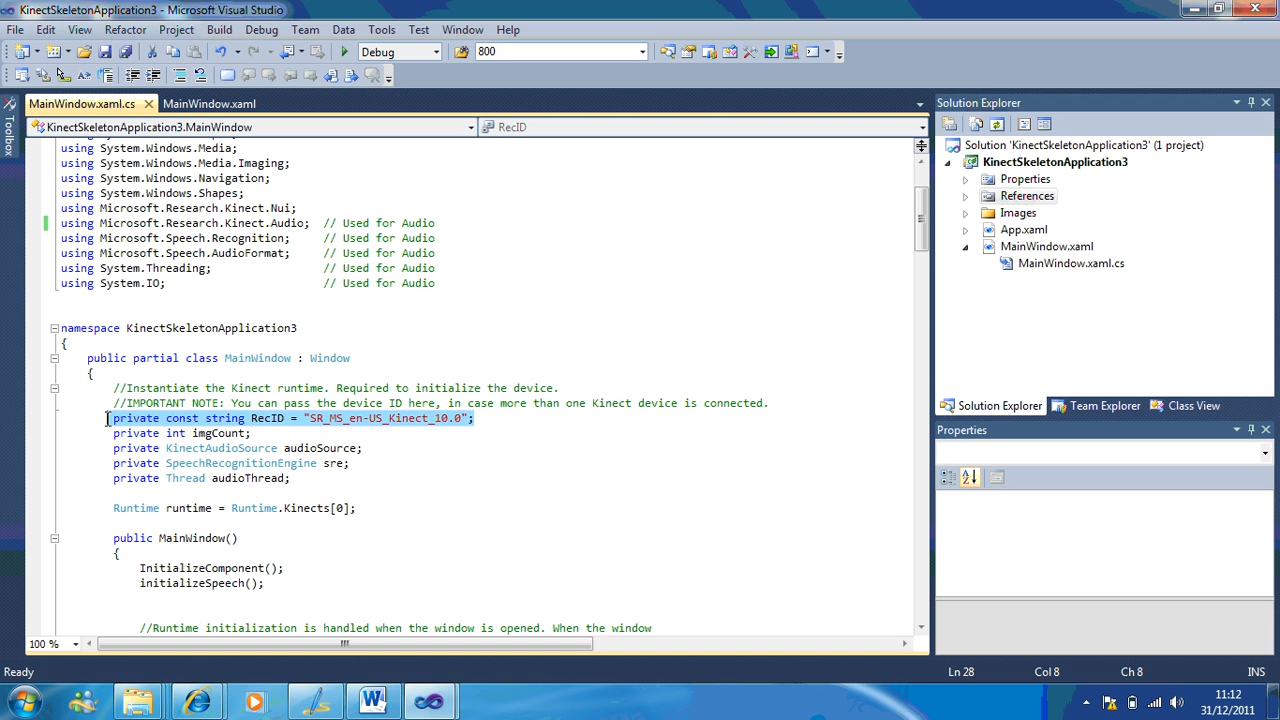 KinectSkeletonApplication3 - Microsoft Visual Studio
File Edit View Refactor Project Build Debug Team Data Tools Test Window Help
Debug 800
MainWindow.xaml.cs MainWindow.xaml
Toolbox
KinectSkeletonApplication3.MainWindow RecID
using System.Windows.Media;
using System.Windows.Media.Imaging;
using System.Windows.Navigation;
using System.Windows.Shapes;
using Microsoft.Research.Kinect.Nui;
using Microsoft.Research.Kinect.Audio; // Used for Audio
using Microsoft.Speech.Recognition; // Used for Audio
using Microsoft.Speech.AudioFormat; // Used for Audio
using System.Threading; // Used for Audio
using System.IO; // Used for Audio
namespace KinectSkeletonApplication3
{
public partial class MainWindow : Window
{
//Instantiate the Kinect runtime. Required to initialize the device.
//IMPORTANT NOTE: You can pass the device ID here, in case more than one Kinect device is connected.
private const string RecID = "SR_MS_en-US_Kinect_10.0";
private int imgCount;
private KinectAudioSource audioSource;
private SpeechRecognitionEngine sre;
private Thread audioThread;
Runtime runtime = Runtime.Kinects[0];
public MainWindow()
{
InitializeComponent();
initializeSpeech();
//Runtime initialization is handled when the window is opened. When the window
100 %
Solution Explorer
Solution 'KinectSkeletonApplication3' (1 project)
KinectSkeletonApplication3
Properties
References
Images
App.xaml
MainWindow.xaml
MainWindow.xaml.cs
Solution Explorer Team Explorer Class View
Properties
Ready Ln 28 Col 8 Ch 8 INS
11:12
31/12/2011